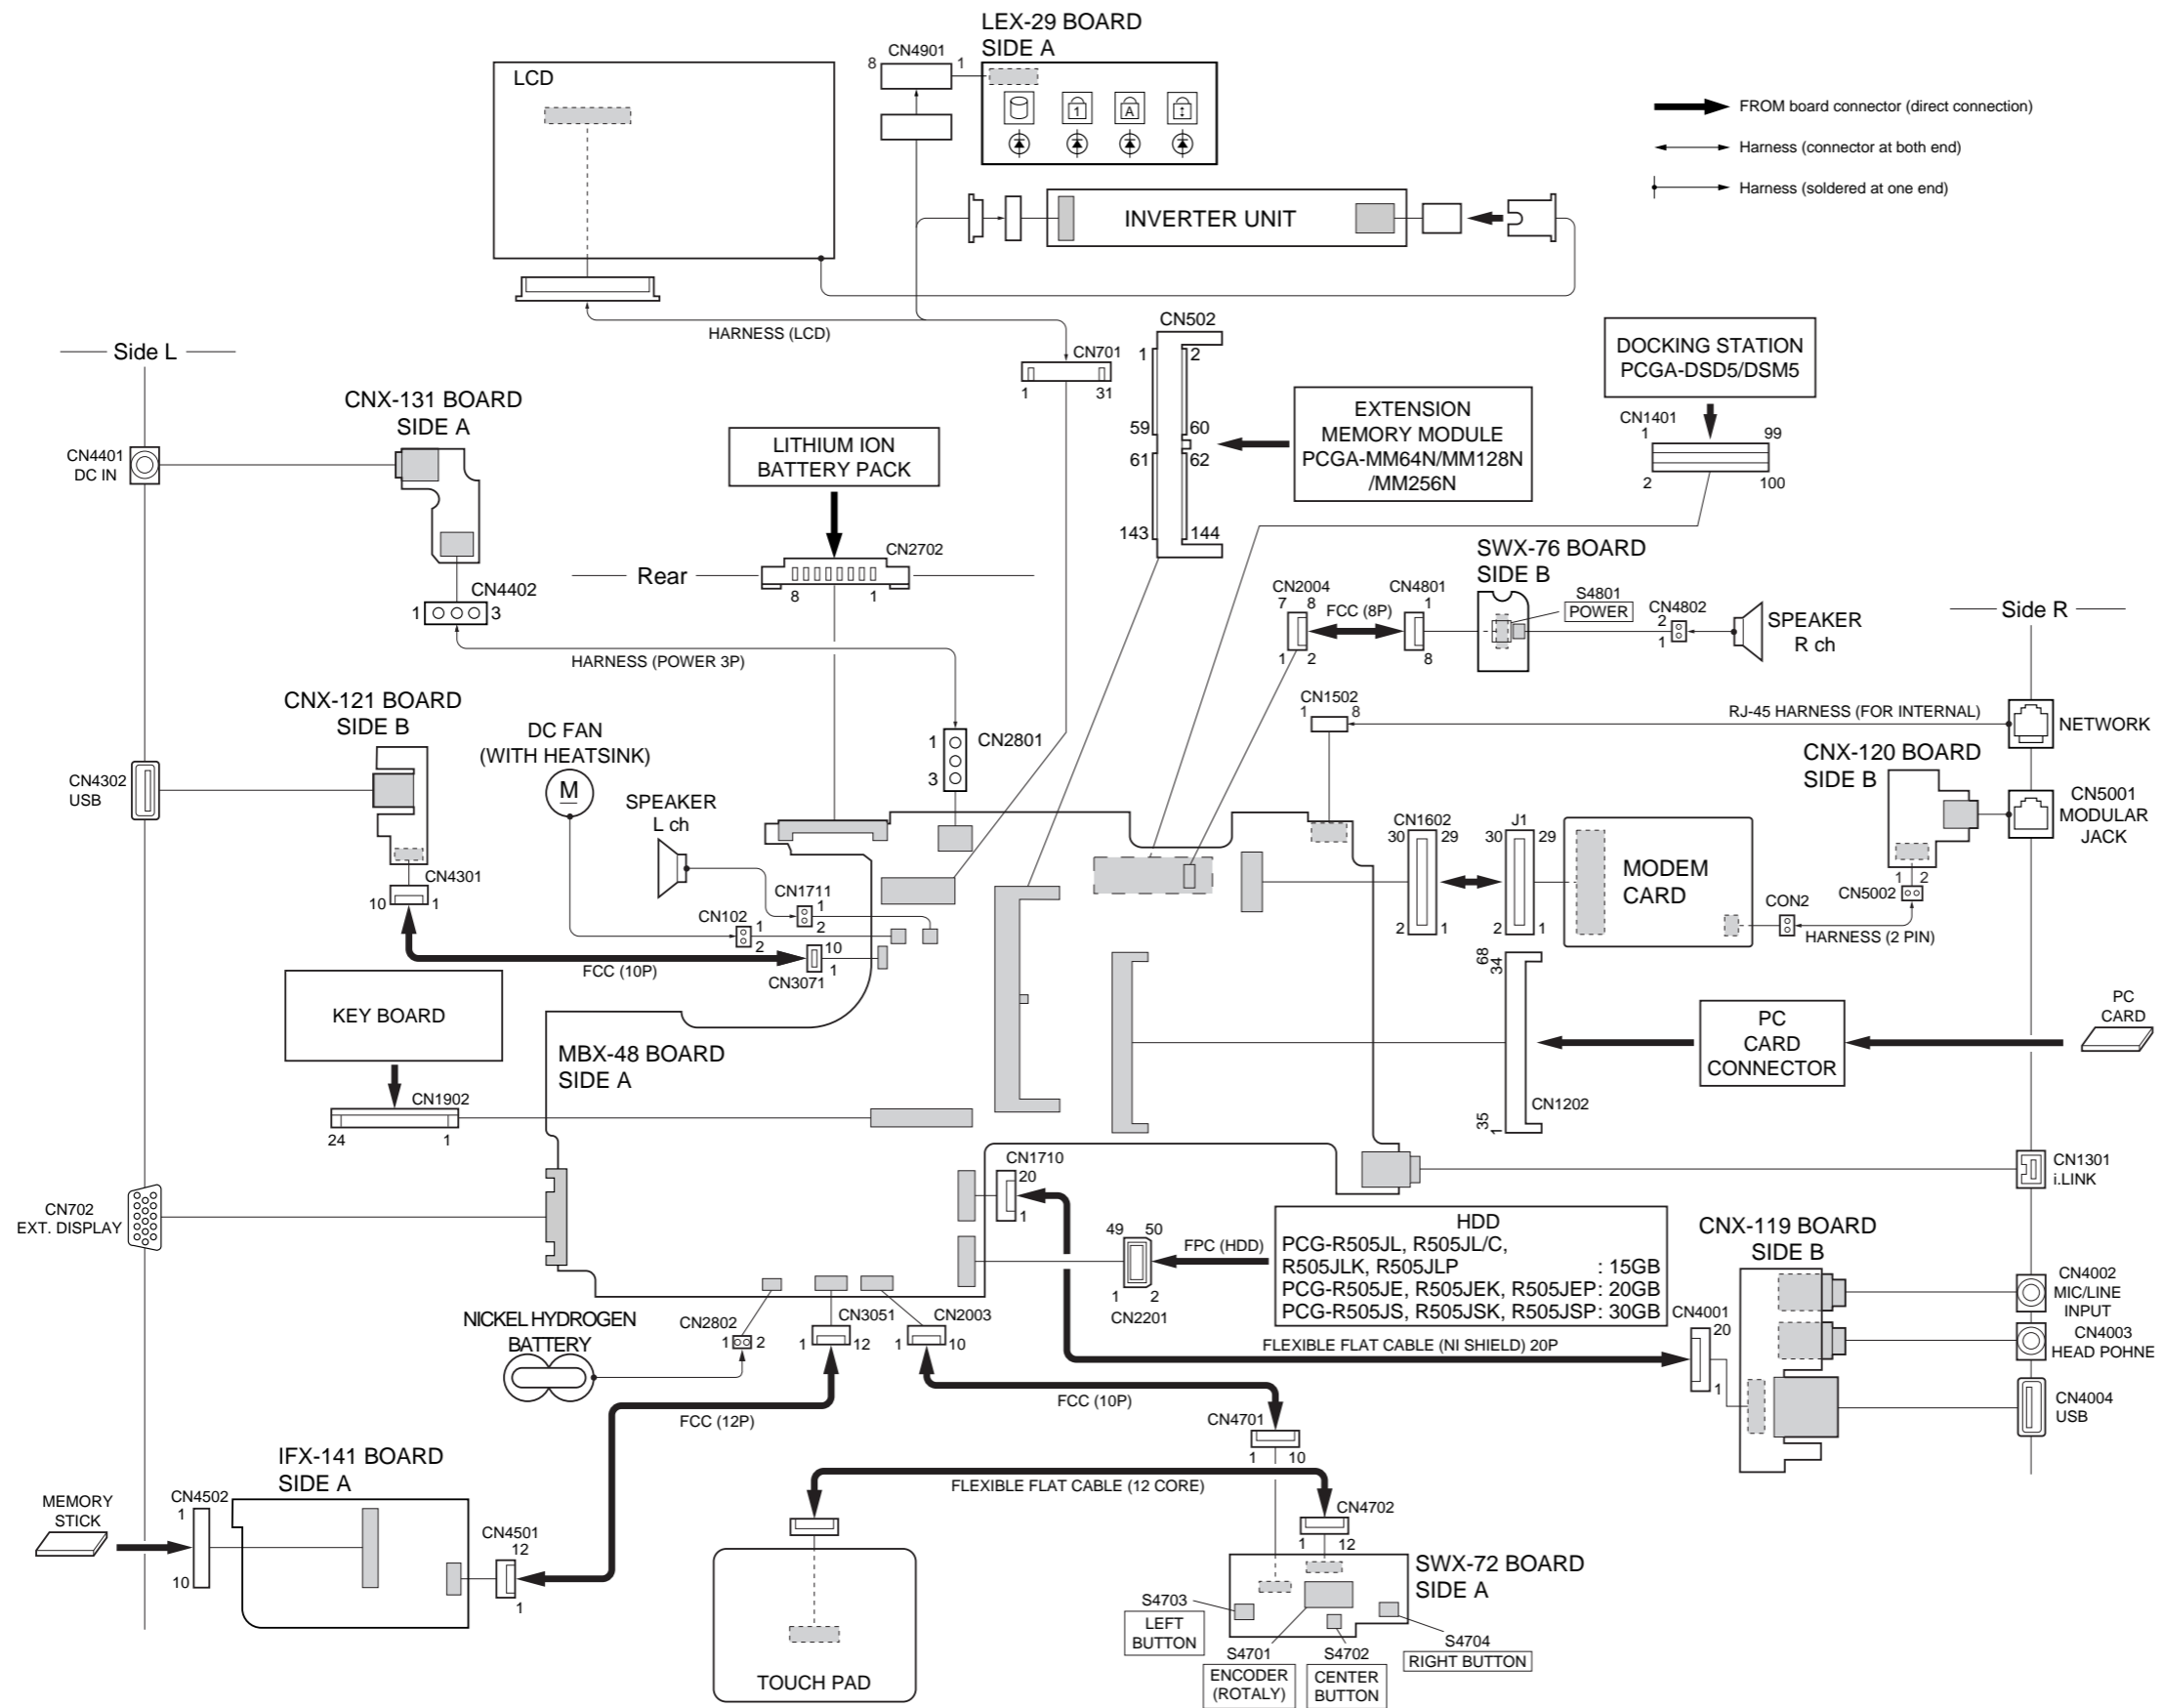 LEX-29 BOARD
SIDE A
CN4901
8
1
LCD
1
A
FROM board connector (direct connection)
Harness (connector at both end)
Harness (soldered at one end)
INVERTER UNIT
HARNESS (LCD)
CN701
1
31
CN502
1
2
59
60
61
62
143
144
EXTENSION
MEMORY MODULE
PCGA-MM64N/MM128N
/MM256N
DOCKING STATION
PCGA-DSD5/DSM5
CN1401
1
99
2
100
Side L
CNX-131 BOARD
SIDE A
CN4401
DC IN
LITHIUM ION
BATTERY PACK
CN2702
Rear
8
1
CN4402
1
3
HARNESS (POWER 3P)
SWX-76 BOARD
SIDE B
CN2004
7
8
1
2
FCC (8P)
CN4801
1
8
S4801
POWER
CN4802
2
1
SPEAKER
R ch
Side R
CNX-121 BOARD
SIDE B
DC FAN
(WITH HEATSINK)
M
CN2801
1
3
CN1502
1
8
RJ-45 HARNESS (FOR INTERNAL)
NETWORK
CNX-120 BOARD
SIDE B
CN4302
USB
SPEAKER
L ch
CN5001
MODULAR
JACK
CN1602
30
29
2
1
J1
30
29
2
1
MODEM
CARD
CON2
1
2
CN5002
HARNESS (2 PIN)
CN4301
10
1
CN1711
1
2
CN102
1
2
FCC (10P)
10
1
CN3071
KEY BOARD
MBX-48 BOARD
SIDE A
68
34
35
1
CN1202
PC
CARD
CONNECTOR
PC
CARD
CN1902
24
1
CN1710
20
1
CN1301
i.LINK
CN702
EXT. DISPLAY
49
50
1
2
CN2201
FPC (HDD)
HDD
PCG-R505JL, R505JL/C,
R505JLK, R505JLP : 15GB
PCG-R505JE, R505JEK, R505JEP: 20GB
PCG-R505JS, R505JSK, R505JSP: 30GB
CNX-119 BOARD
SIDE B
CN4002
MIC/LINE
INPUT
CN4003
HEAD POHNE
CN4004
USB
CN4001
20
1
FLEXIBLE FLAT CABLE (NI SHIELD) 20P
NICKEL HYDROGEN
BATTERY
CN2802
1
2
CN3051
1
12
CN2003
1
10
FCC (12P)
FCC (10P)
CN4701
1
10
IFX-141 BOARD
SIDE A
MEMORY
STICK
CN4502
1
10
CN4501
12
1
FLEXIBLE FLAT CABLE (12 CORE)
CN4702
1
12
TOUCH PAD
SWX-72 BOARD
SIDE A
S4703
LEFT
BUTTON
S4701
ENCODER
(ROTALY)
S4702
CENTER
BUTTON
S4704
RIGHT BUTTON